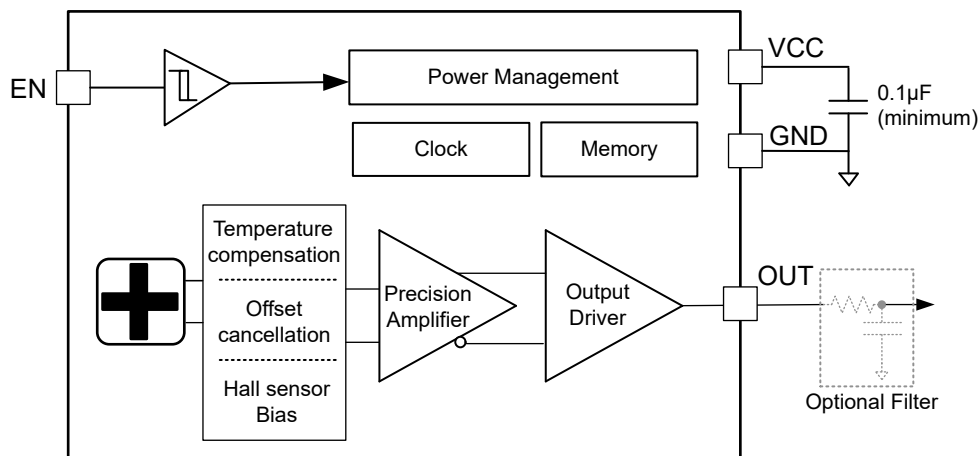 EN
Power Management
Clock
Memory
VCC
0.1µF
(minimum)
GND
Temperature
compensation
Offset
cancellation
Hall sensor
Bias
Precision
Amplifier
Output
Driver
OUT
Optional Filter